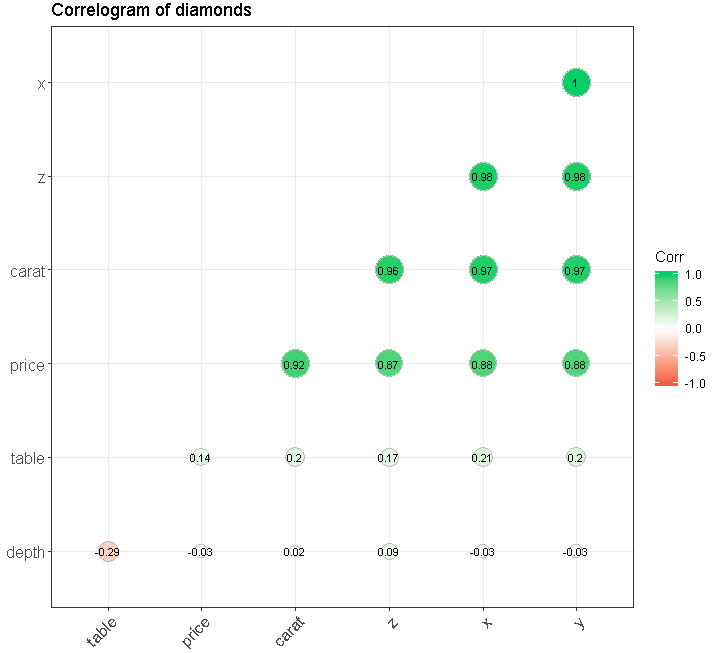 Correlogram of diamonds
x
1
z
0.98 0.98
carat
0.96 0.97 0.97
price
0.92 0.87 0.88 0.88
table
0.14 0.2 0.17 0.21 0.2
depth
-0.29 -0.03 0.02 0.09 -0.03 -0.03
table price carat z x y
Corr
1.0
0.5
0.0
-0.5
-1.0